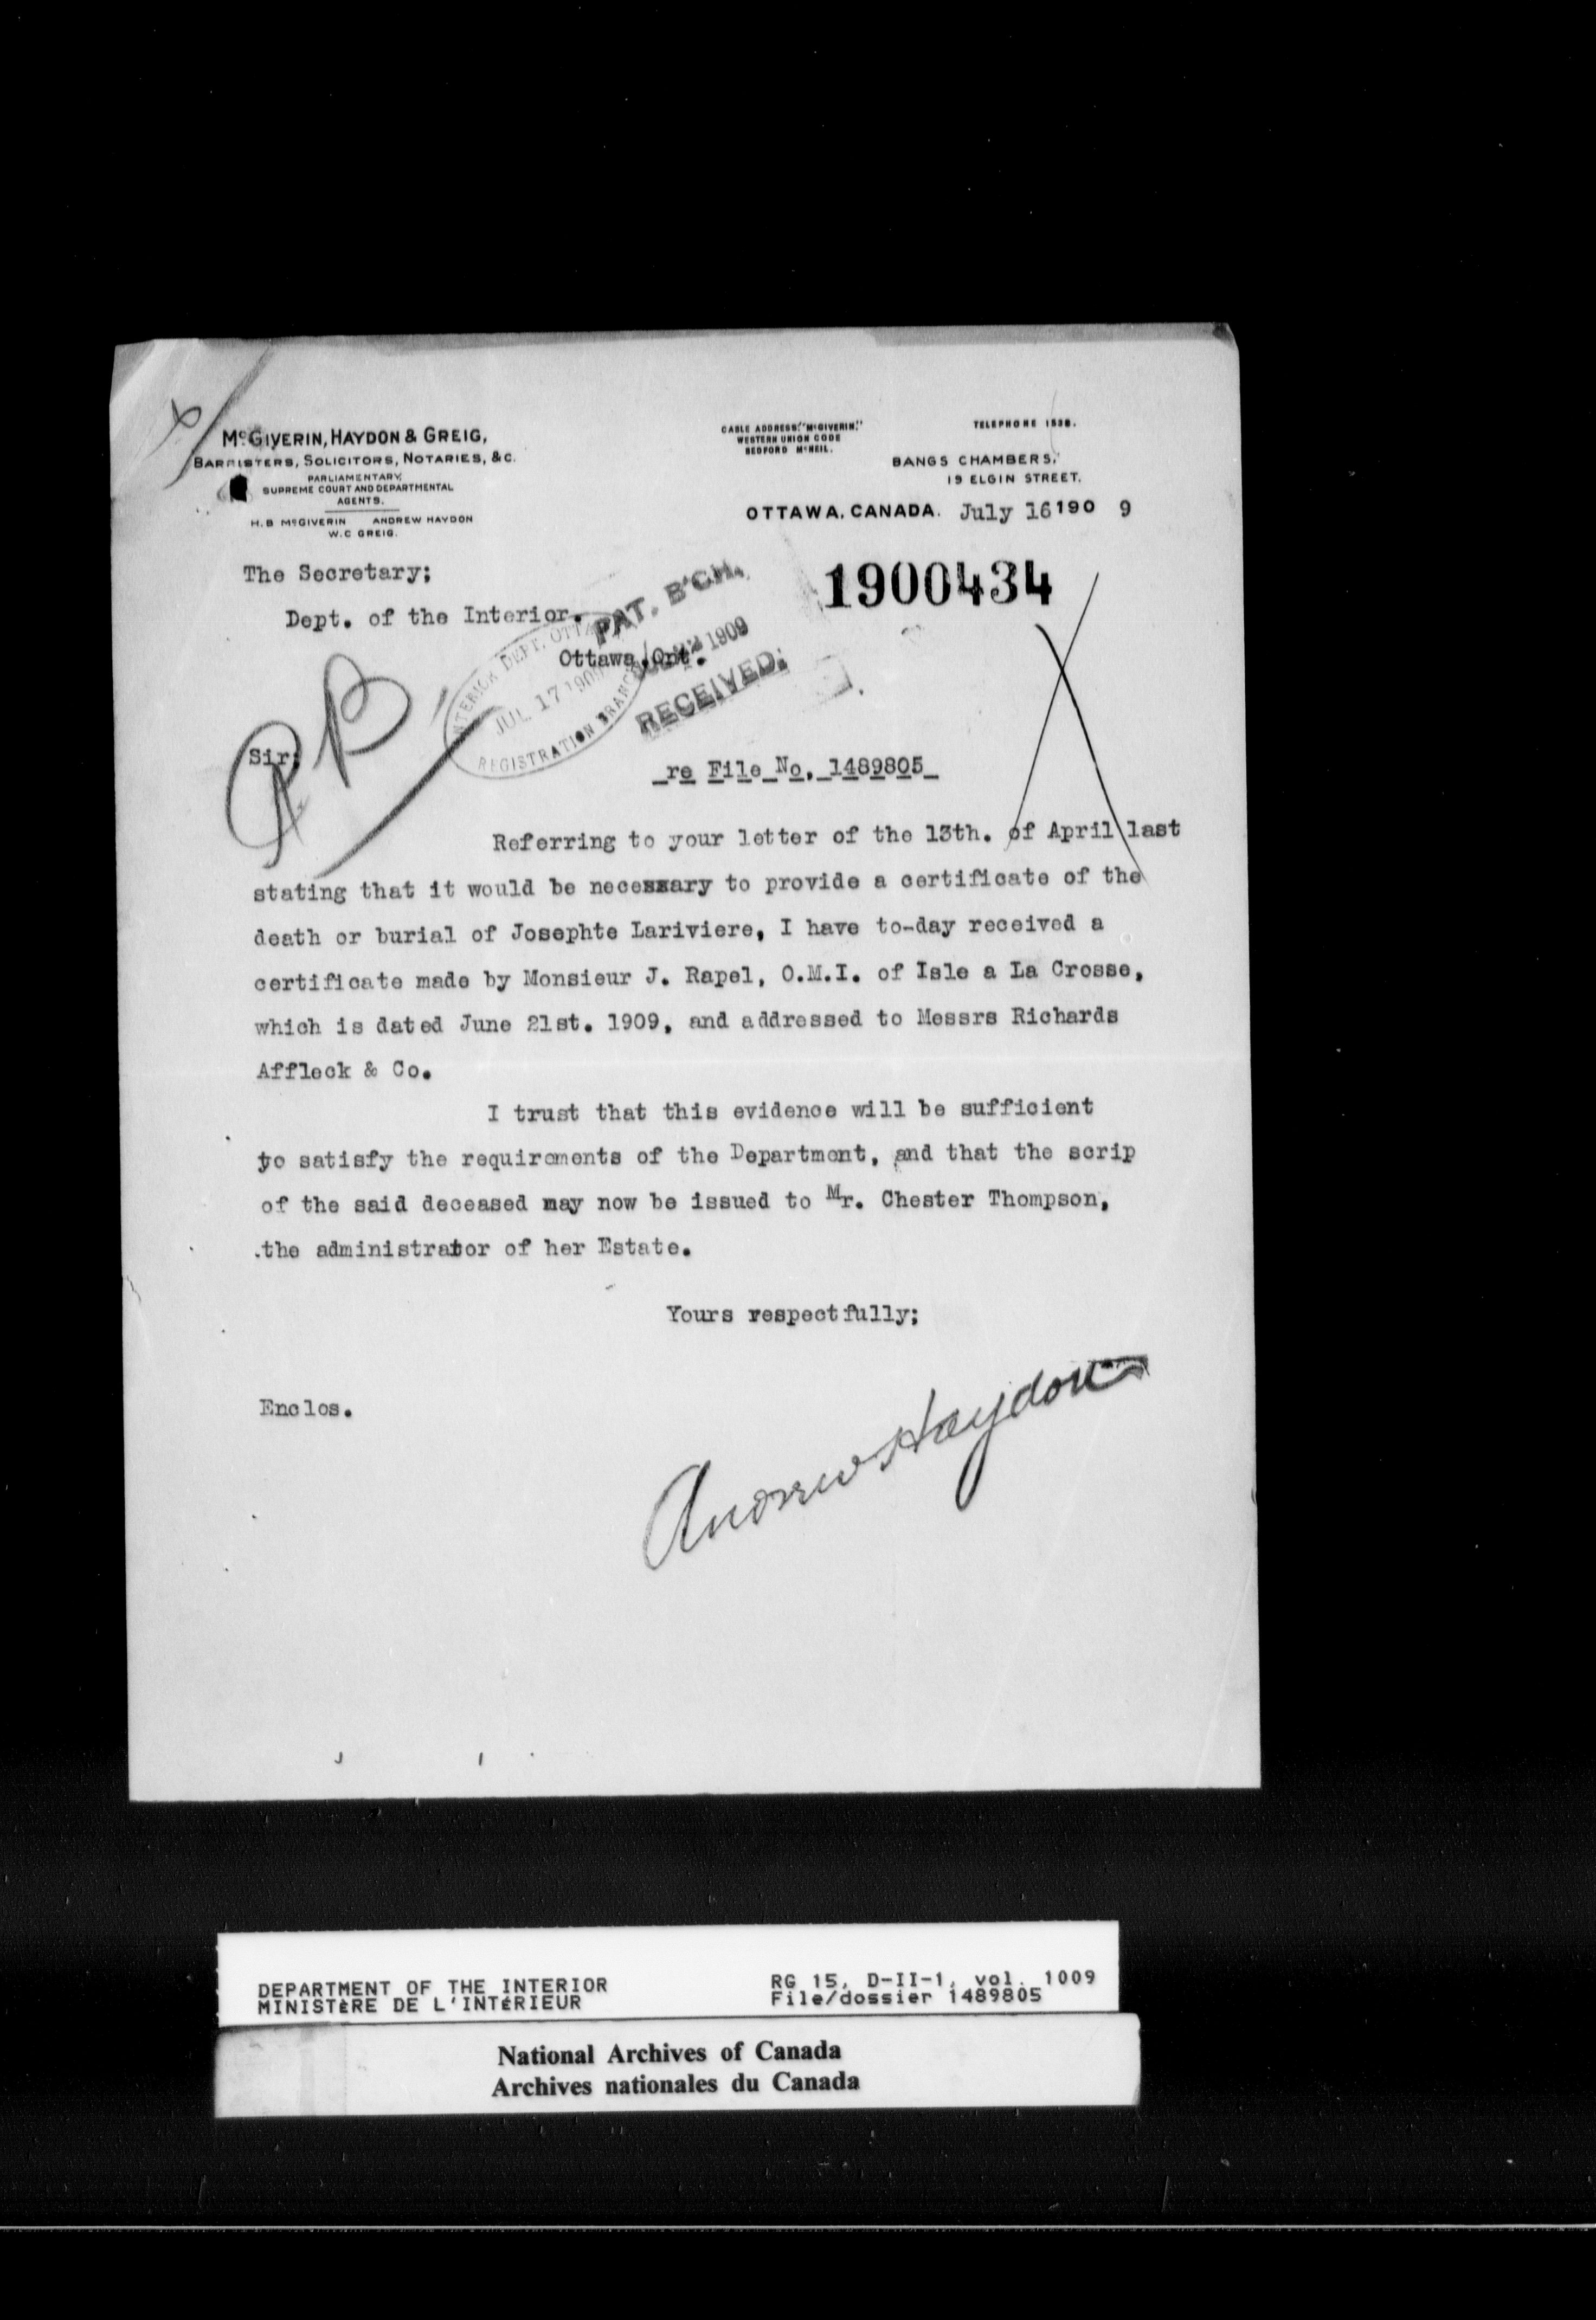 McGIVERIN, HAYDON & GREIG,
BARRISTERS, SOLICITORS, NOTARIES, &C.
PARLIAMENTARY,
SUPREME COURT AND DEPARTMENTAL
AGENTS.
H.B McGIVERIN ANDREW HAYDON
W.C GREIG.
CABLE ADDRESS: "McGIVERIN."
WESTERN UNION CODE
BEDFORD McNEIL.
TELEPHONE 1538.
BANGS CHAMBERS,
19 ELGIN STREET.
OTTAWA, CANADA. July 16 190 9
1900434
The Secretary;
Dept. of the Interior.
Ottawa, Ont.
PAT. B'CH.
1909
RECEIVED.
INTERIOR DEPT. OTTAWA
JUL 17 1909
REGISTRATION BRANCH
Sir;
re File No. 1489805
Referring to your letter of the 13th. of April last
stating that it would be necessary to provide a certificate of the
death or burial of Josephte Lariviere, I have to-day received a
certificate made by Monsieur J. Rapel, O.M.I. of Isle a La Crosse,
which is dated June 21st. 1909, and addressed to Messrs Richards
Affleck & Co.
I trust that this evidence will be sufficient
to satisfy the requirements of the Department, and that the scrip
of the said deceased may now be issued to Mr. Chester Thompson,
the administrator of her Estate.
Yours respectfully;
Enclos.
Andrew Haydon
DEPARTMENT OF THE INTERIOR
MINISTÈRE DE L'INTÉRIEUR
RG 15, D-II-1, vol. 1009
File/dossier 1489805
National Archives of Canada
Archives nationales du Canada